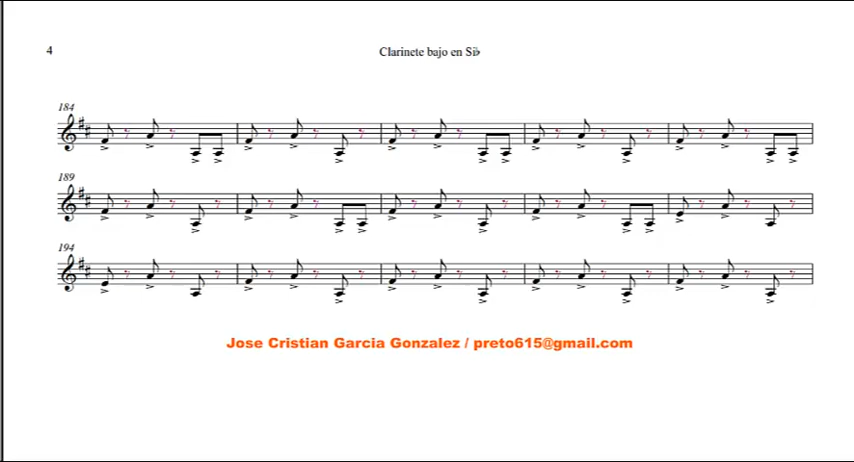 4
Clarinete bajo en Si♭
184
189
194
Jose Cristian Garcia Gonzalez / preto615@gmail.com